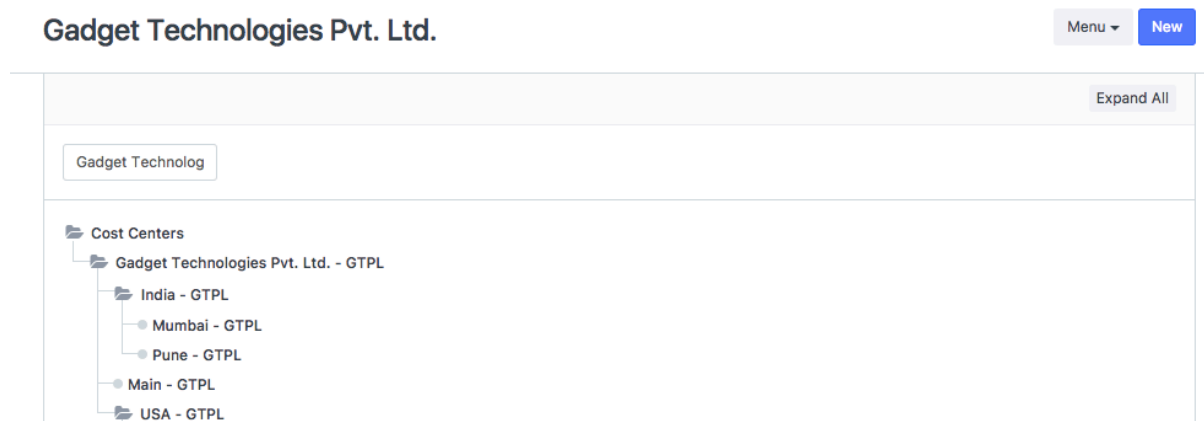 Gadget Technologies Pvt. Ltd.
Menu
New
Expand All
Gadget Technolog
Cost Centers
Gadget Technologies Pvt. Ltd. - GTPL
India - GTPL
Mumbai - GTPL
Pune - GTPL
Main - GTPL
USA - GTPL